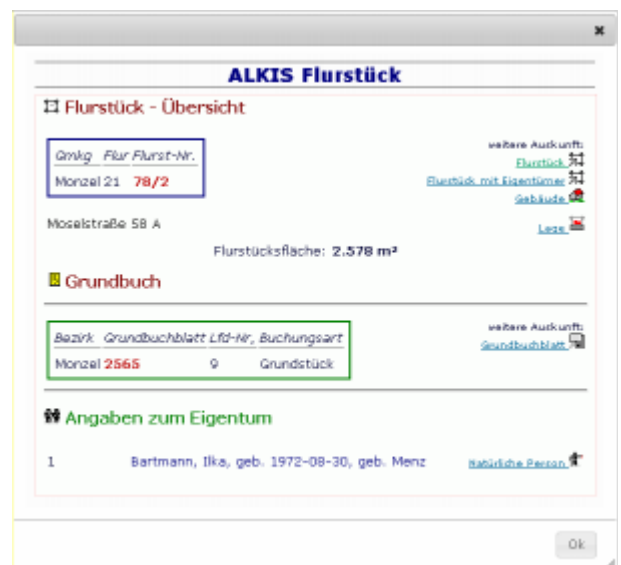 ALKIS Flurstück
Flurstück - Übersicht
weitere Auskunft:
Gmkg Flur Flurst-Nr.
Flurstück
Monzel 21 78/2
Flurstück mit Eigentümer
Gebäude
Moselstraße 58 A
Lage
Flurstücksfläche: 2.578 m²
Grundbuch
weitere Auskunft:
Bezirk Grundbuchblatt Lfd-Nr, Buchungsart
Grundbuchblatt
Monzel 2565 9 Grundstück
Angaben zum Eigentum
1 Bartmann, Ilka, geb. 1972-08-30, geb. Menz Natürliche Person
Ok